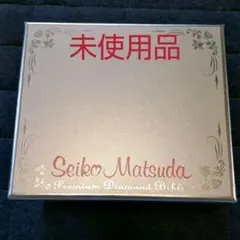 未使用品
Seiko Matsuda
Premium Diamond Bible